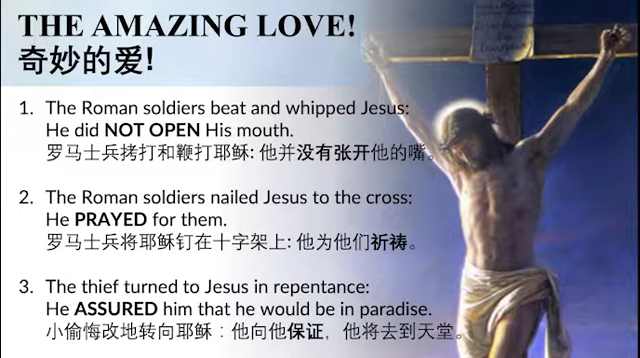 THE AMAZING LOVE!
奇妙的爱!
1. The Roman soldiers beat and whipped Jesus:
He did NOT OPEN His mouth.
罗马士兵拷打和鞭打耶稣: 他并没有张开他的嘴。
2. The Roman soldiers nailed Jesus to the cross:
He PRAYED for them.
罗马士兵将耶稣钉在十字架上: 他为他们祈祷。
3. The thief turned to Jesus in repentance:
He ASSURED him that he would be in paradise.
小偷悔改地转向耶稣：他向他保证，他将去到天堂。